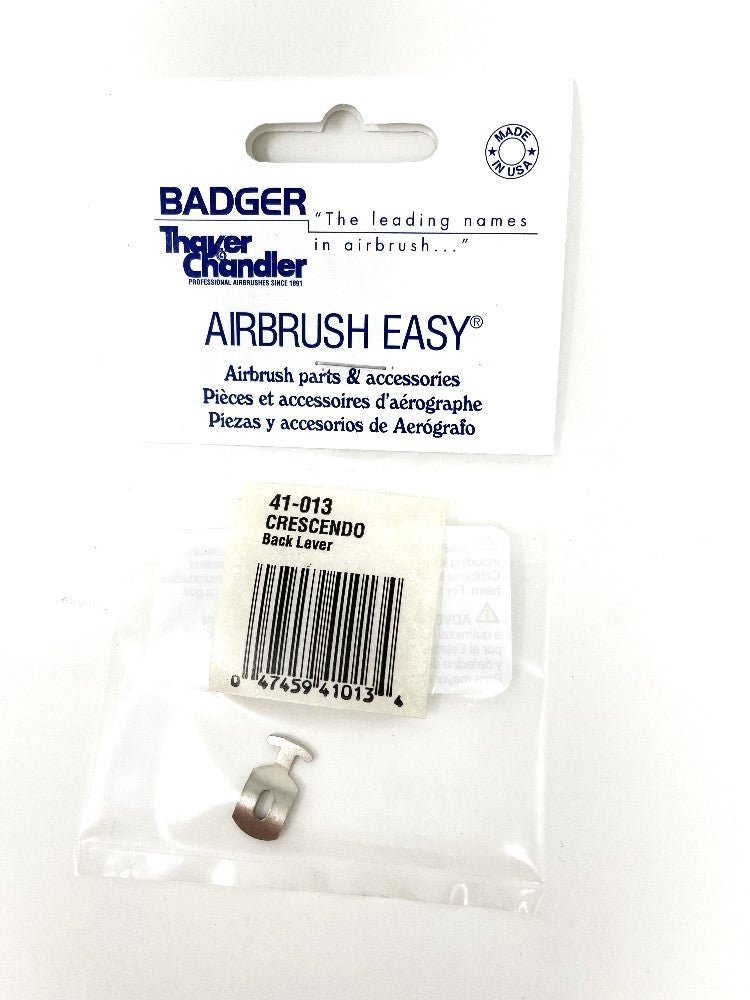 MADE
IN USA
BADGER
"The leading names
in airbrush..."
Thayer
& Chandler
PROFESSIONAL AIRBRUSHES SINCE 1891
AIRBRUSH EASY®
Airbrush parts & accessories
Pièces et accessoires d'aérographe
Piezas y accesorios de Aerógrafo
41-013
CRESCENDO
Back Lever
0 47459 41013 4